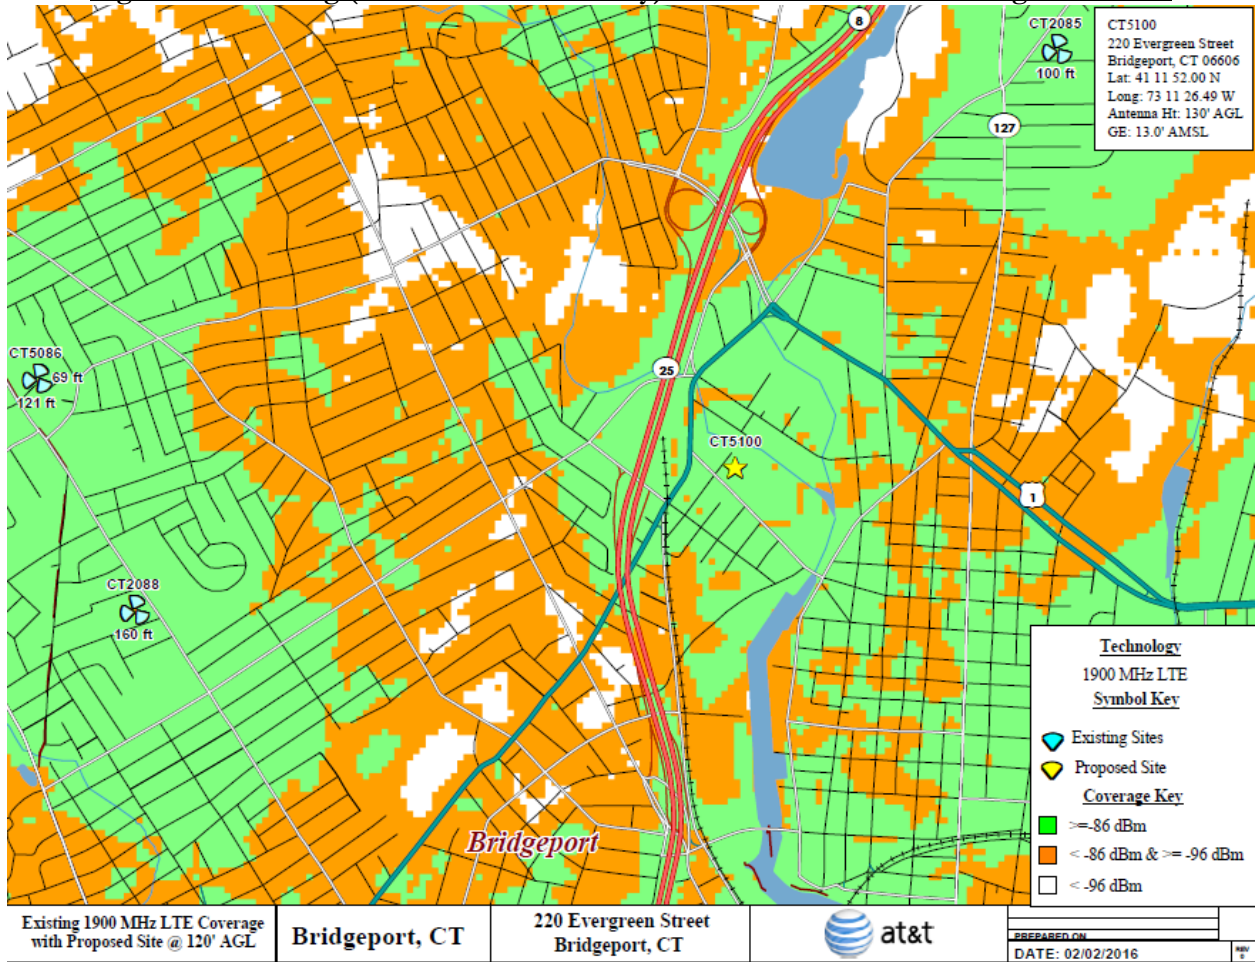 CT2085
100 ft
8
127
CT5100
220 Evergreen Street
Bridgeport, CT 06606
Lat: 41 11 52.00 N
Long: 73 11 26.49 W
Antenna Ht: 130' AGL
GE: 13.0' AMSL
CT5086
69 ft
121 ft
25
CT5100
1
CT2088
160 ft
Bridgeport
Technology
1900 MHz LTE
Symbol Key
Existing Sites
Proposed Site
Coverage Key
>=-86 dBm
< -86 dBm & >= -96 dBm
< -96 dBm
Existing 1900 MHz LTE Coverage
with Proposed Site @ 120' AGL
Bridgeport, CT
220 Evergreen Street
Bridgeport, CT
at&t
PREPARED ON
DATE: 02/02/2016
REV
0